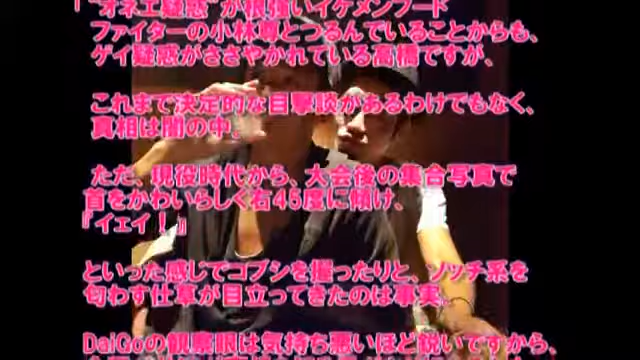 「“オネエ疑惑”が根強いイケメンフード
ファイターの小林尊とつるんでいることからも、
ゲイ疑惑がささやかれている高橋ですが、
これまで決定的な目撃談があるわけでもなく、
真相は闇の中。
ただ、現役時代から、大会後の集合写真で
首をかわいらしく右45度に傾け、
『イェイ！』
といった感じでコブシを握ったりと、ソッチ系を
匂わす仕草が目立ってきたのは事実。
DaiGoの観察眼は気持ち悪いほど鋭いですから、